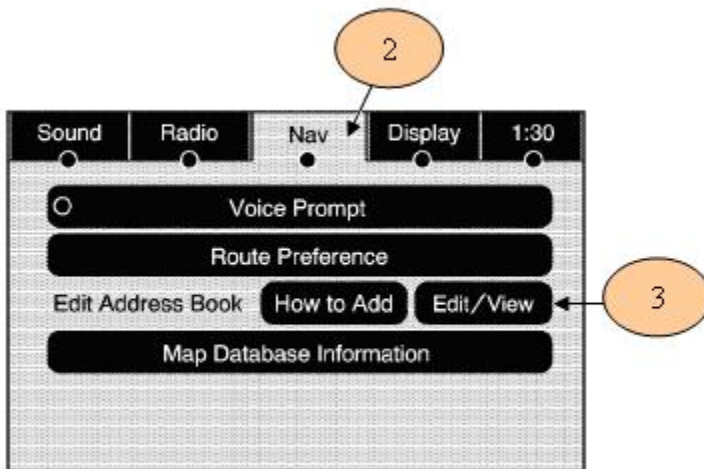 2
Sound Radio Nav Display 1:30
Voice Prompt
Route Preference
Edit Address Book How to Add Edit/View
3
Map Database Information